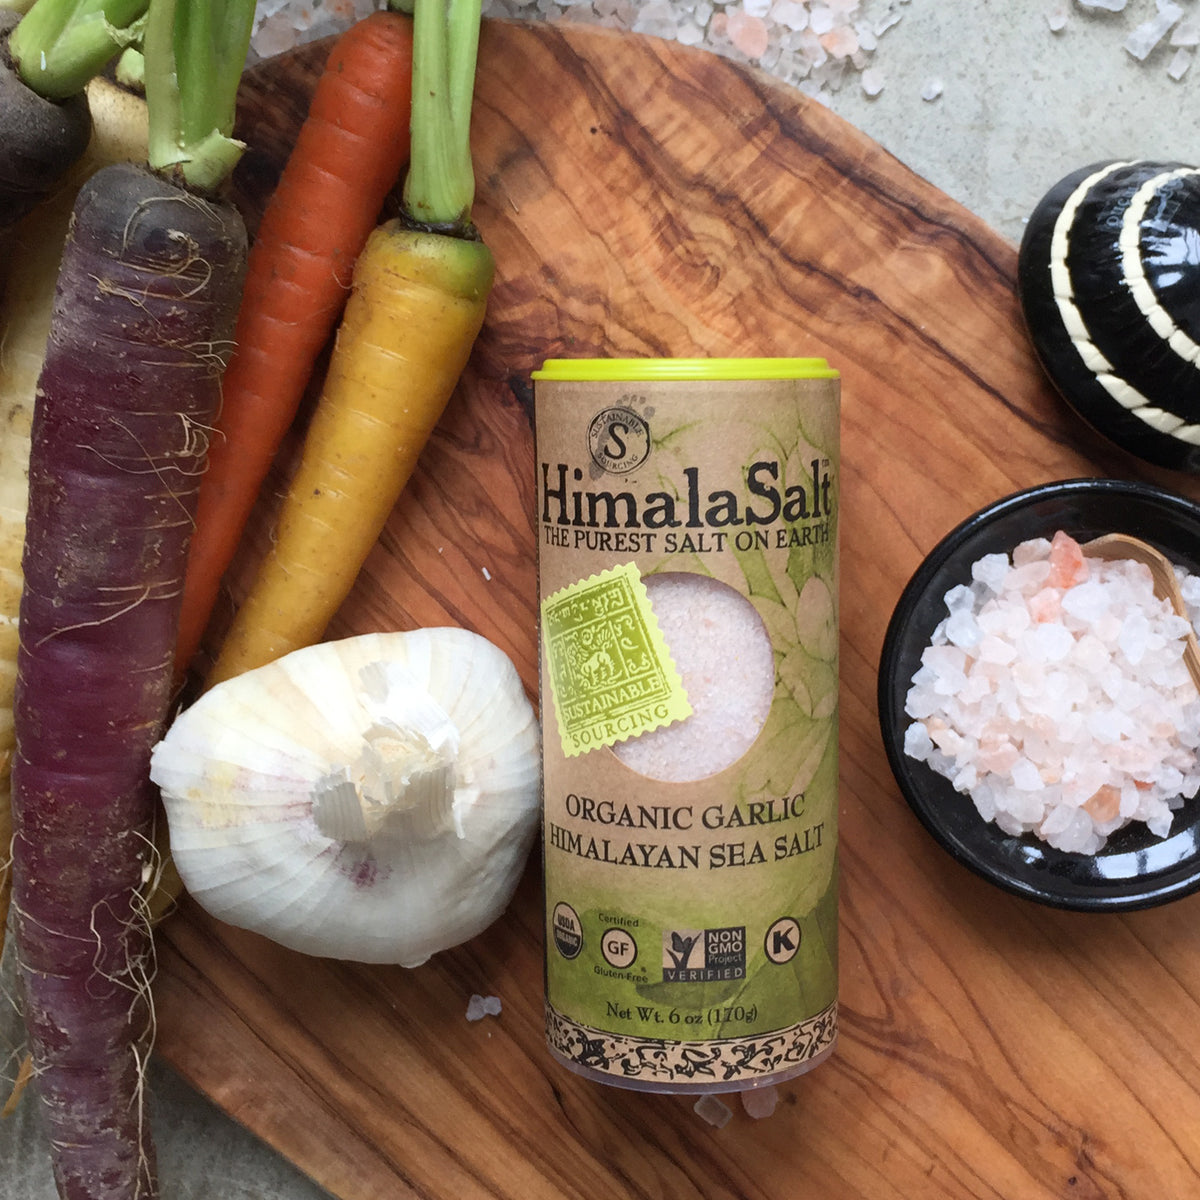 SUSTAINABLE
S
SOURCING
HimalaSalt™
THE PUREST SALT ON EARTH
SUSTAINABLE
SOURCING
ORGANIC GARLIC
HIMALAYAN SEA SALT
USDA
ORGANIC
Certified
GF
Gluten-Free
NON
GMO
Project
VERIFIED
K
Net Wt. 6 oz (170g)